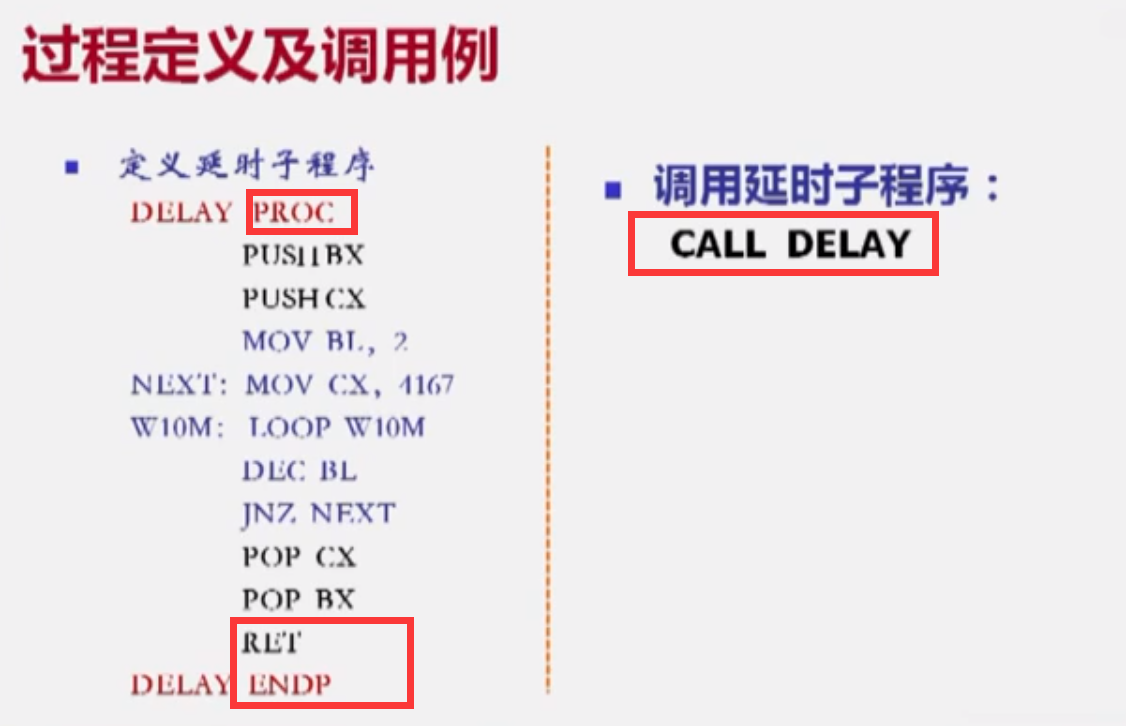 过程定义及调用例
定义延时子程序
DELAY PROC
PUSH BX
PUSH CX
MOV BL, 2
NEXT: MOV CX, 4167
W10M: LOOP W10M
DEC BL
JNZ NEXT
POP CX
POP BX
RET
DELAY ENDP
调用延时子程序：
CALL DELAY